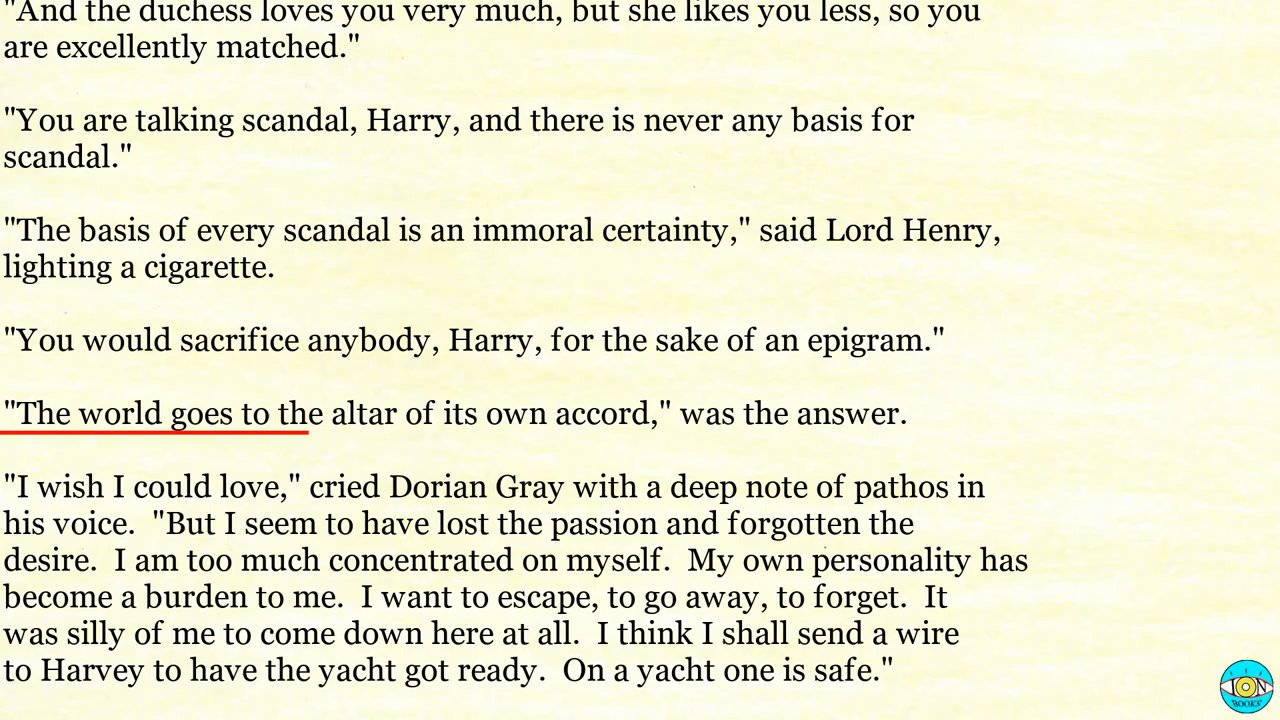 "And the duchess loves you very much, but she likes you less, so you
are excellently matched."
"You are talking scandal, Harry, and there is never any basis for
scandal."
"The basis of every scandal is an immoral certainty," said Lord Henry,
lighting a cigarette.
"You would sacrifice anybody, Harry, for the sake of an epigram."
"The world goes to the altar of its own accord," was the answer.
"I wish I could love," cried Dorian Gray with a deep note of pathos in
his voice.  "But I seem to have lost the passion and forgotten the
desire.  I am too much concentrated on myself.  My own personality has
become a burden to me.  I want to escape, to go away, to forget.  It
was silly of me to come down here at all.  I think I shall send a wire
to Harvey to have the yacht got ready.  On a yacht one is safe."
ION
BOOKS